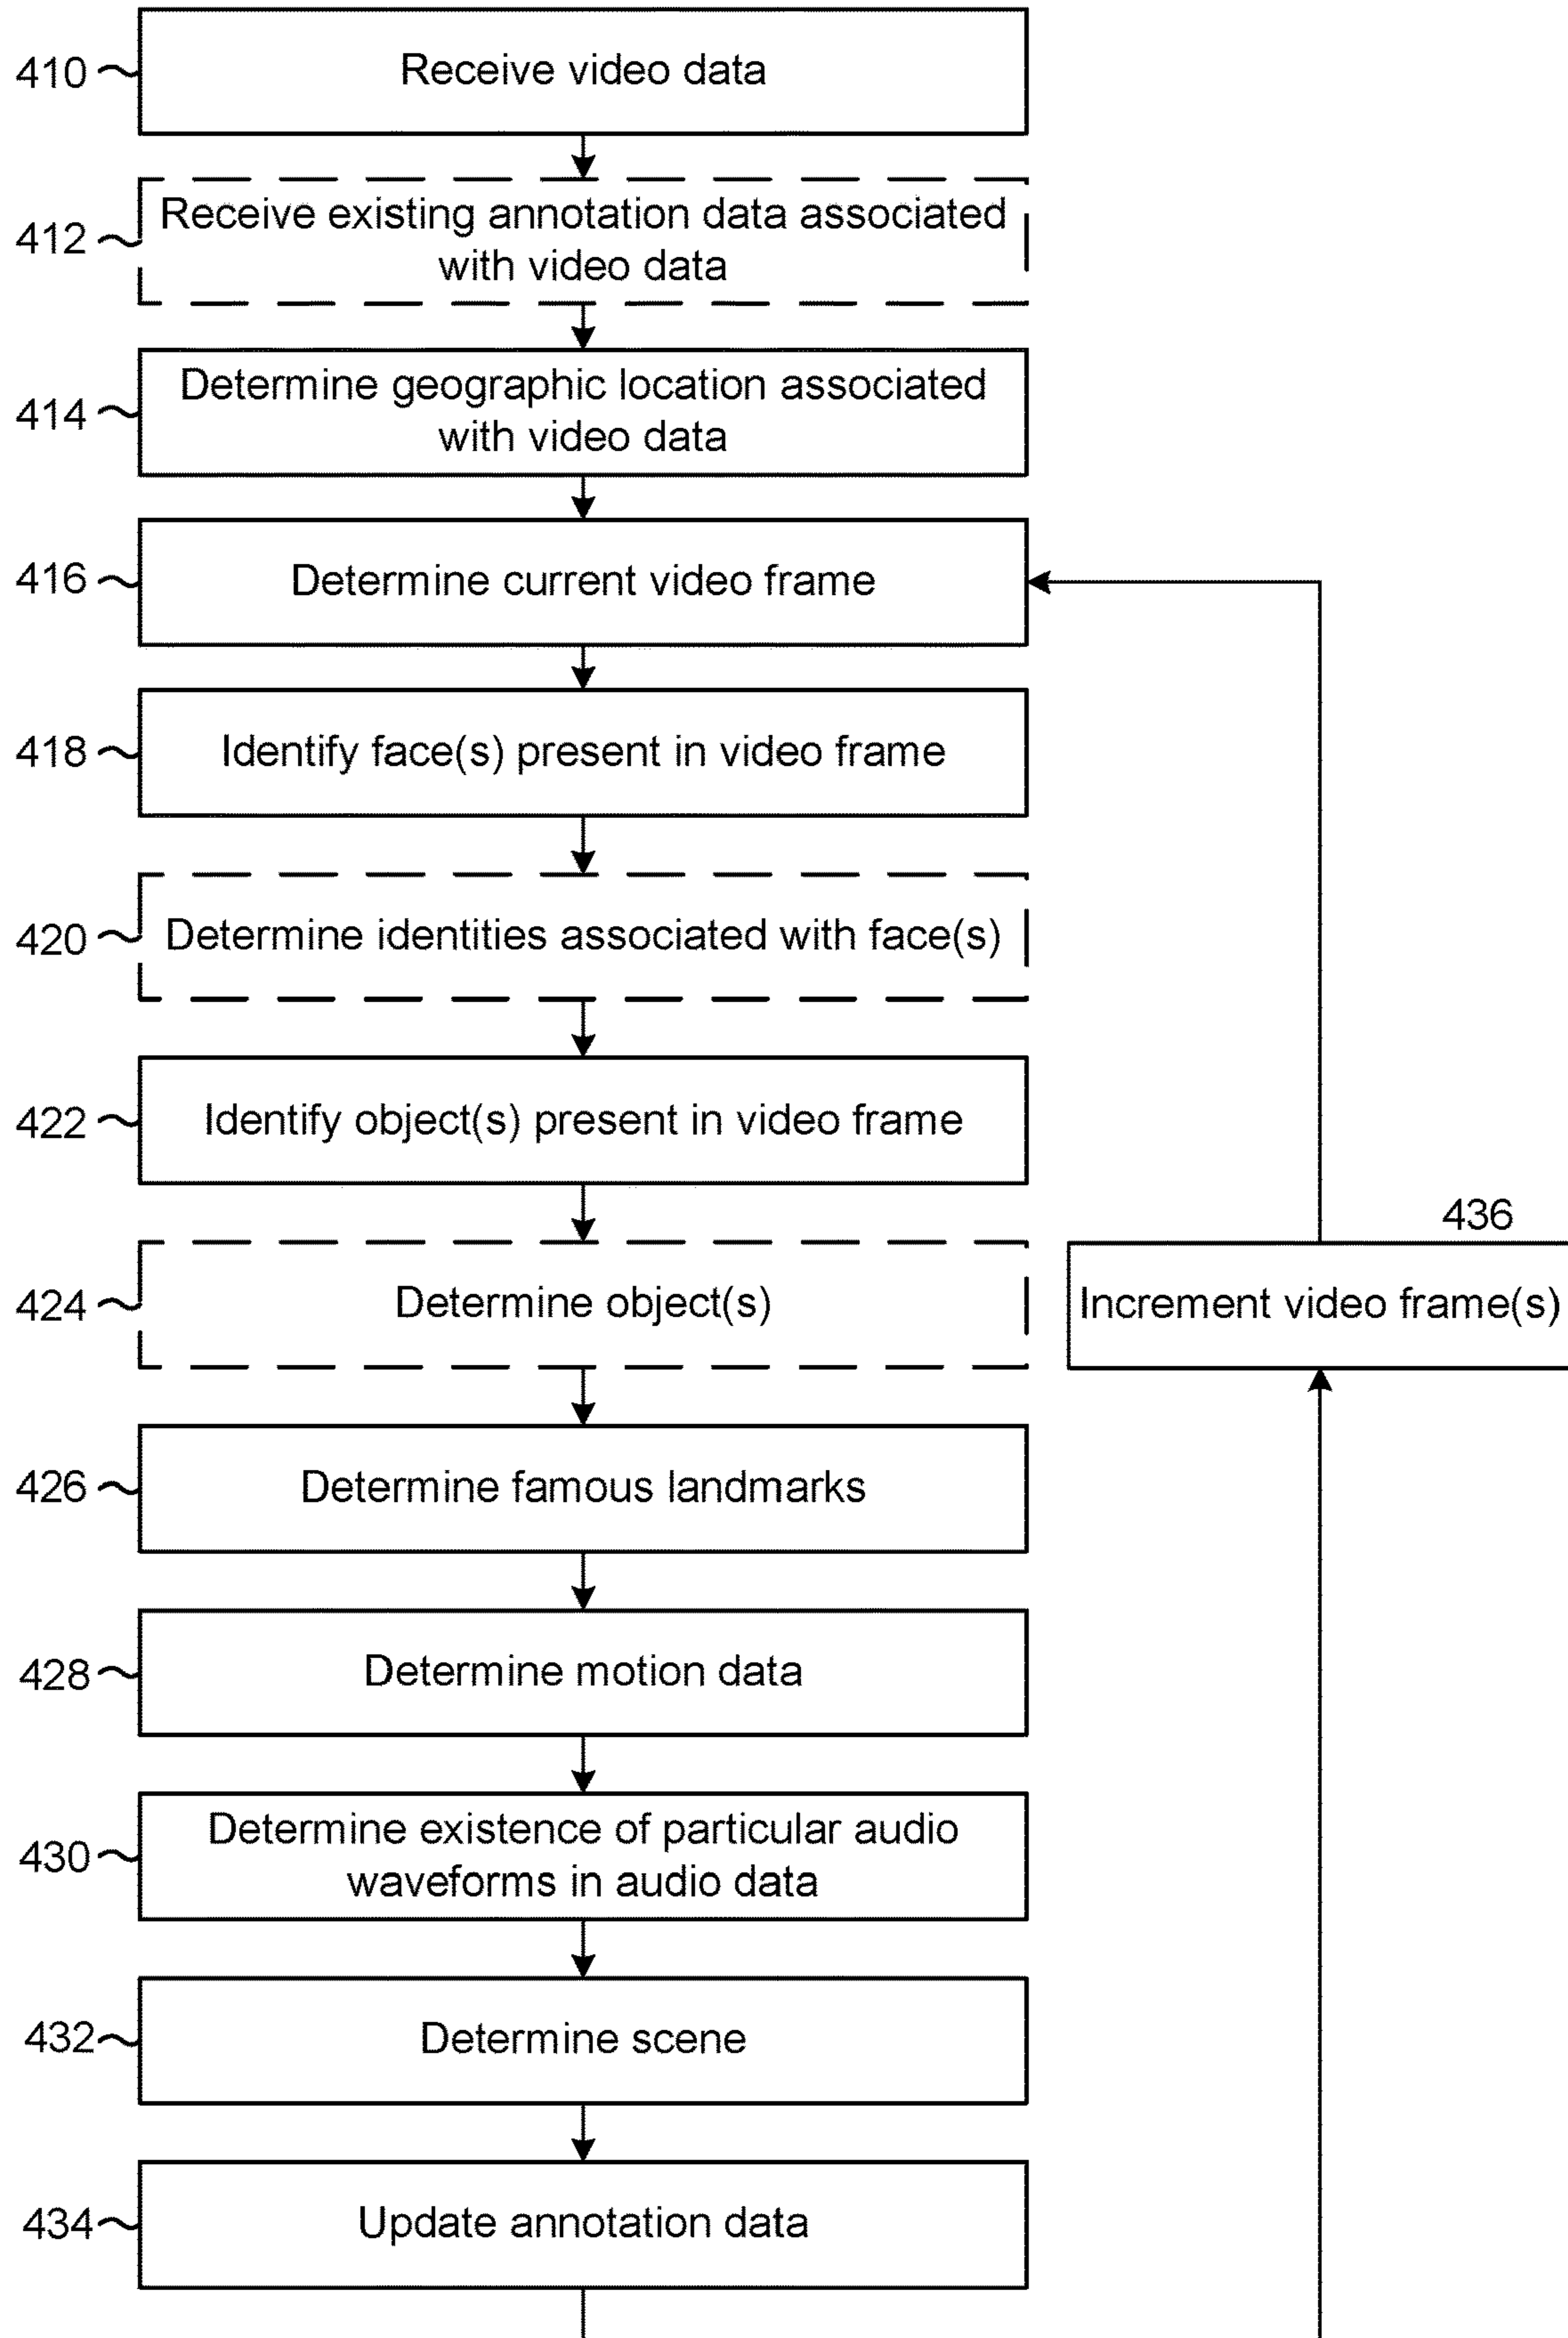 410
Receive video data
412
Receive existing annotation data associated
with video data
414
Determine geographic location associated
with video data
416
Determine current video frame
418
Identify face(s) present in video frame
420
Determine identities associated with face(s)
422
Identify object(s) present in video frame
424
Determine object(s)
436
Increment video frame(s)
426
Determine famous landmarks
428
Determine motion data
430
Determine existence of particular audio
waveforms in audio data
432
Determine scene
434
Update annotation data